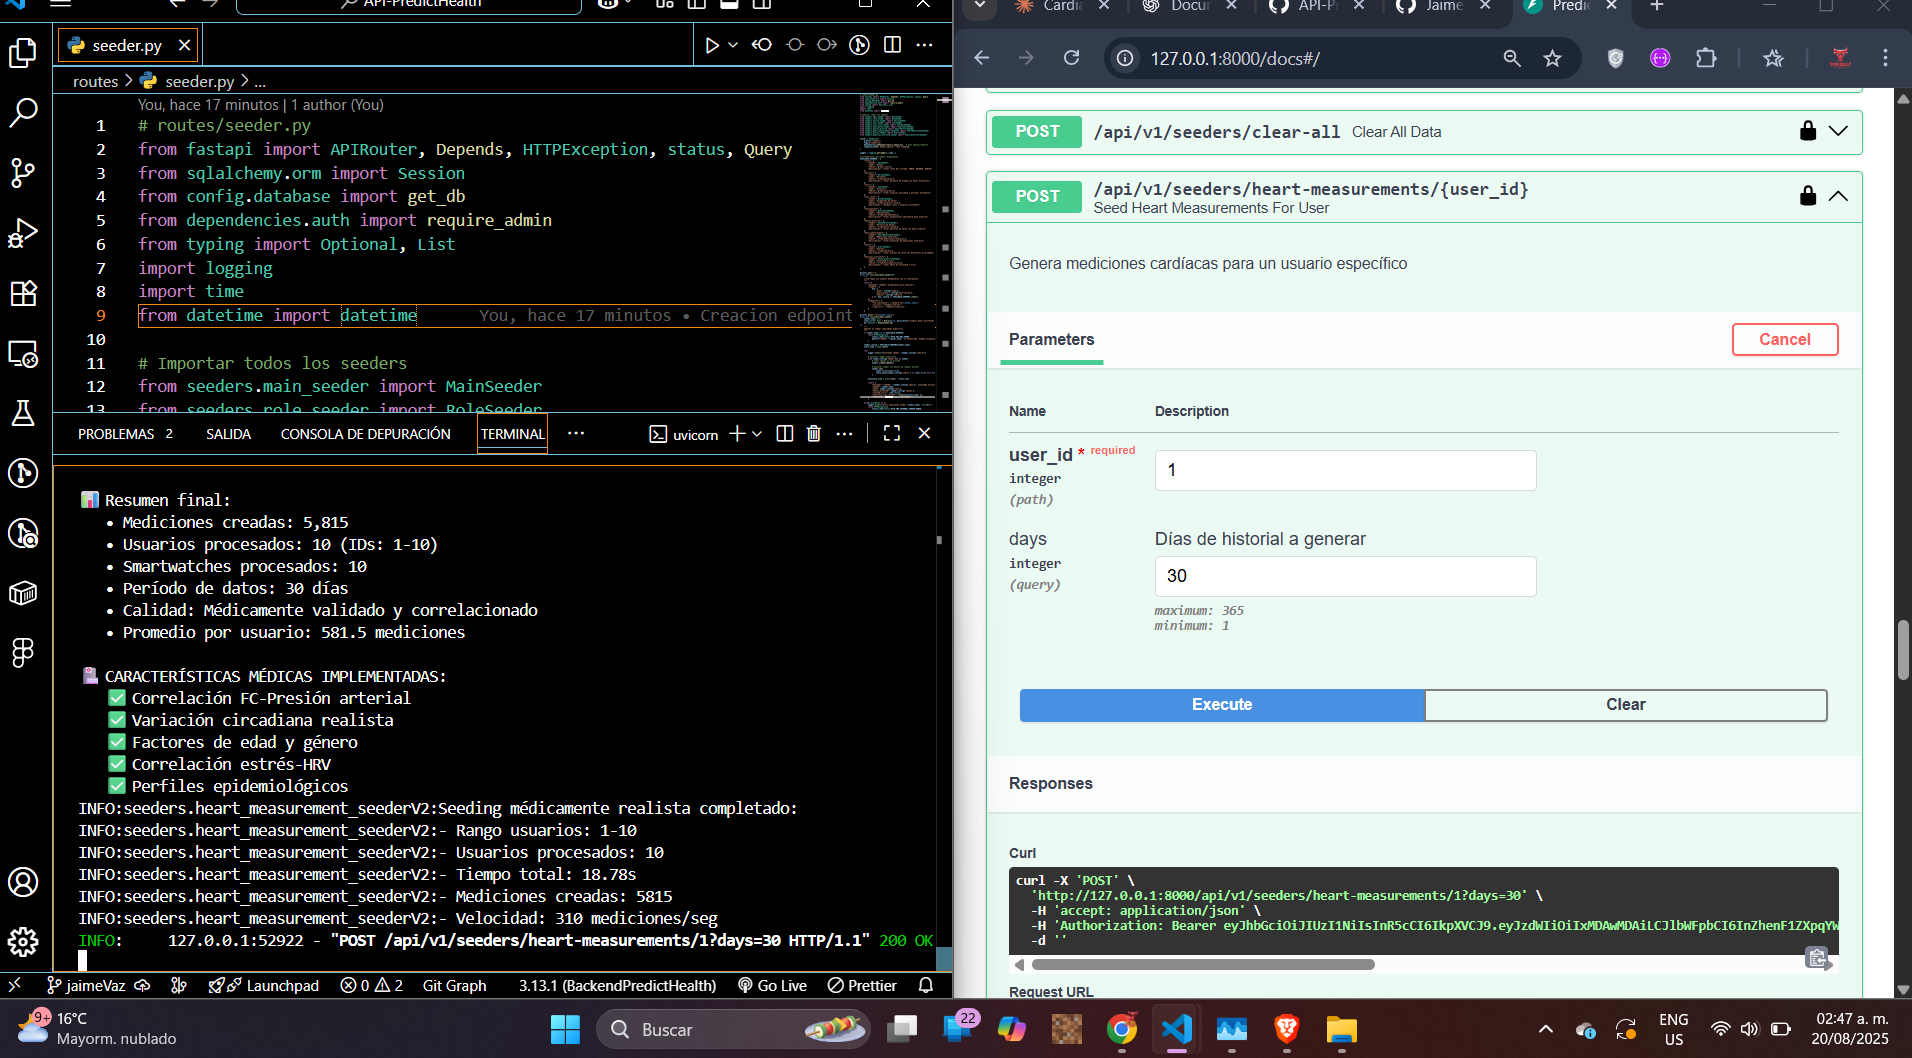 API-PredictHealth
seeder.py
routes > seeder.py > ...
You, hace 17 minutos | 1 author (You)
1 # routes/seeder.py
2 from fastapi import APIRouter, Depends, HTTPException, status, Query
3 from sqlalchemy.orm import Session
4 from config.database import get_db
5 from dependencies.auth import require_admin
6 from typing import Optional, List
7 import logging
8 import time
9 from datetime import datetime You, hace 17 minutos • Creacion edpoint
10
11 # Importar todos los seeders
12 from seeders.main_seeder import MainSeeder
13 from seeders.role_seeder import RoleSeeder
PROBLEMAS 2 SALIDA CONSOLA DE DEPURACIÓN TERMINAL ... uvicorn
📊 Resumen final:
• Mediciones creadas: 5,815
• Usuarios procesados: 10 (IDs: 1-10)
• Smartwatches procesados: 10
• Período de datos: 30 días
• Calidad: Médicamente validado y correlacionado
• Promedio por usuario: 581.5 mediciones
CARACTERÍSTICAS MÉDICAS IMPLEMENTADAS:
✅ Correlación FC-Presión arterial
✅ Variación circadiana realista
✅ Factores de edad y género
✅ Correlación estrés-HRV
✅ Perfiles epidemiológicos
INFO:seeders.heart_measurement_seederV2:Seeding médicamente realista completado:
INFO:seeders.heart_measurement_seederV2:- Rango usuarios: 1-10
INFO:seeders.heart_measurement_seederV2:- Usuarios procesados: 10
INFO:seeders.heart_measurement_seederV2:- Tiempo total: 18.78s
INFO:seeders.heart_measurement_seederV2:- Mediciones creadas: 5815
INFO:seeders.heart_measurement_seederV2:- Velocidad: 310 mediciones/seg
INFO: 127.0.0.1:52922 - "POST /api/v1/seeders/heart-measurements/1?days=30 HTTP/1.1" 200 OK
jaimeVaz Launchpad 0 2 Git Graph 3.13.1 (BackendPredictHealth) Go Live Prettier
Cardia Docum API-P Jaime Predic
127.0.0.1:8000/docs#/
POST /api/v1/seeders/clear-all Clear All Data
POST /api/v1/seeders/heart-measurements/{user_id}
Seed Heart Measurements For User
Genera mediciones cardíacas para un usuario específico
Parameters
Cancel
Name Description
user_id * required
1
integer
(path)
days Días de historial a generar
integer
30
(query)
maximum: 365
minimum: 1
Execute Clear
Responses
Curl
curl -X 'POST' \
'http://127.0.0.1:8000/api/v1/seeders/heart-measurements/1?days=30' \
-H 'accept: application/json' \
-H 'Authorization: Bearer
-d ''
Request URL
9+ 16°C
Mayorm. nublado
Buscar
22
ENG
US
02:47 a. m.
20/08/2025